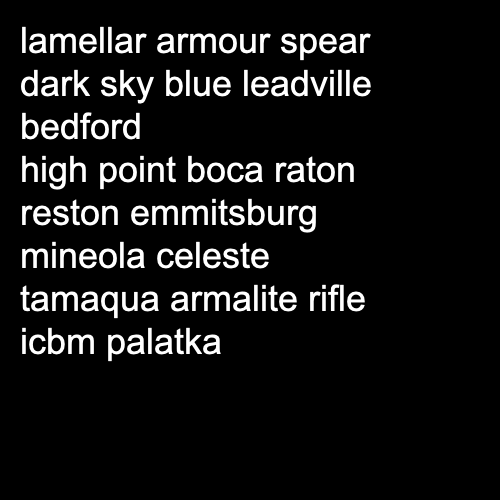 lamellar armour spear
dark sky blue leadville
bedford
high point boca raton
reston emmitsburg
mineola celeste
tamaqua armalite rifle
icbm palatka